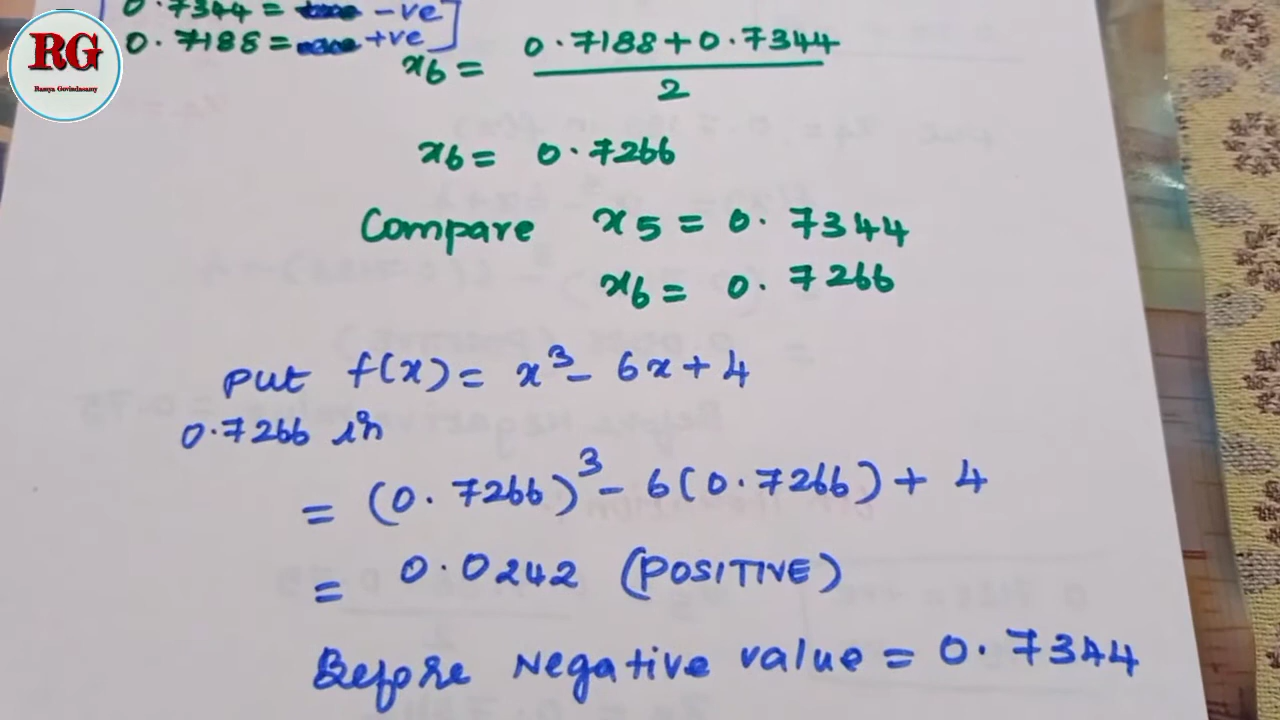 RG
Ramya Govindasamy
0.7344 = -ve
0.7188 = +ve
x6 = 0.7188 + 0.7344
2
x6 = 0.7266
Compare x5 = 0.7344
x6 = 0.7266
Put f(x) = x³ - 6x + 4
0.7266 in
= (0.7266)³ - 6(0.7266) + 4
= 0.0242 (POSITIVE)
Before Negative value = 0.7344